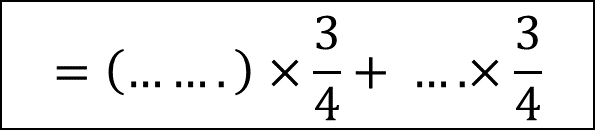 = (... ... .) × 3/4 + ... .× 3/4